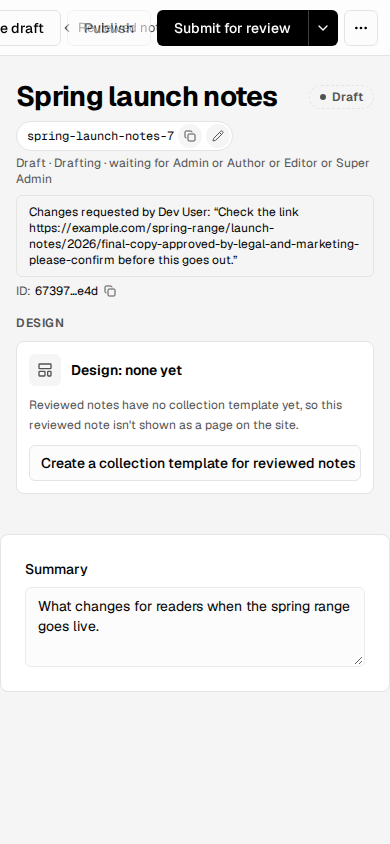 e draft
Publish
Submit for review
Spring launch notes
Draft
spring-launch-notes-7
Draft · Drafting · waiting for Admin or Author or Editor or Super
Admin
Changes requested by Dev User: “Check the link
https://example.com/spring-range/launch-
notes/2026/final-copy-approved-by-legal-and-marketing-
please-confirm before this goes out.”
ID: 67397…e4d
DESIGN
Design: none yet
Reviewed notes have no collection template yet, so this
reviewed note isn't shown as a page on the site.
Create a collection template for reviewed notes
Summary
What changes for readers when the spring range
goes live.